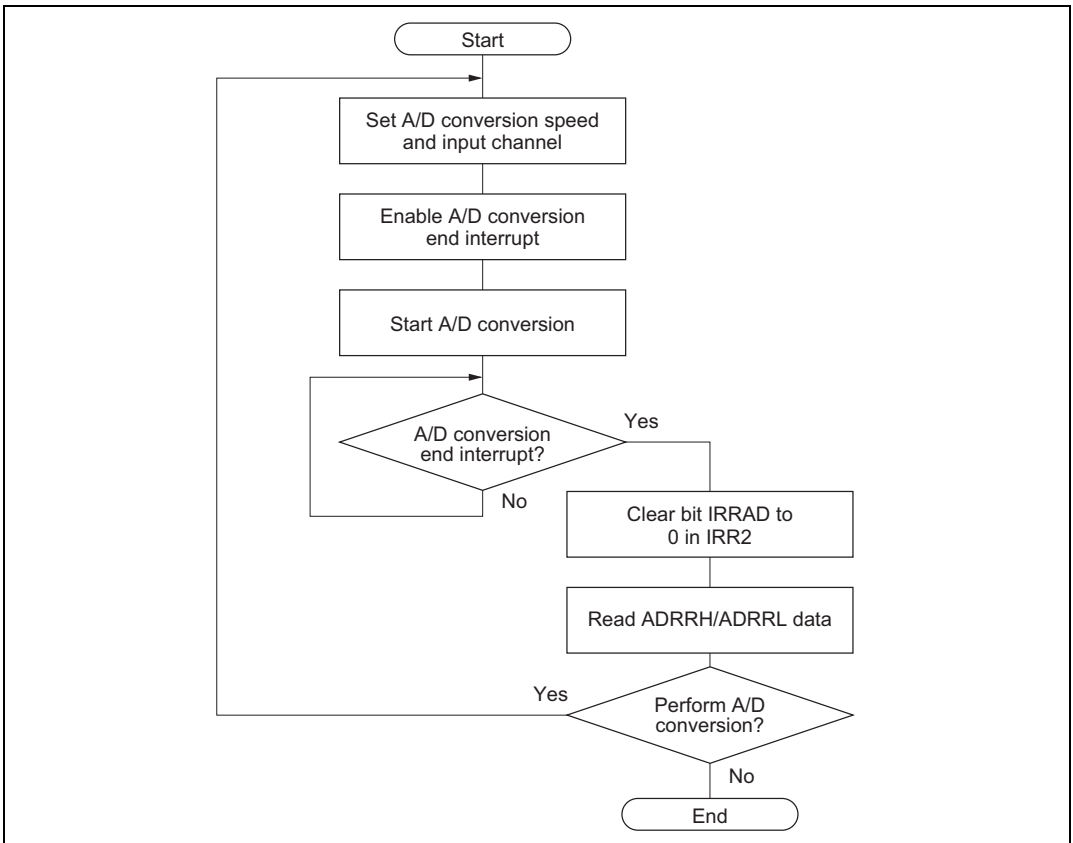 Start
Set A/D conversion speed
and input channel
Enable A/D conversion
end interrupt
Start A/D conversion
A/D conversion
end interrupt?
Yes
No
Clear bit IRRAD to
0 in IRR2
Read ADRRH/ADRRL data
Perform A/D
conversion?
Yes
No
End